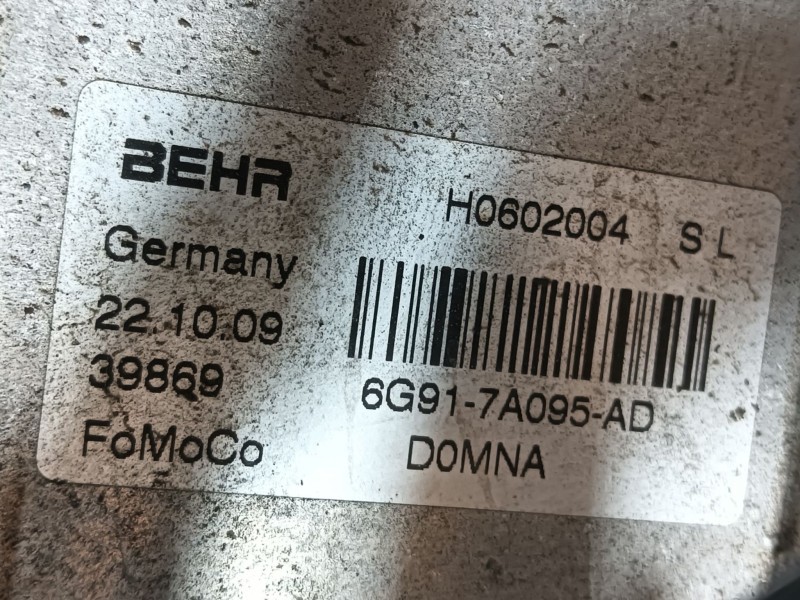 BEHR
H0602004 S L
Germany
22.10.09
39869
6G91-7A095-AD
FoMoCo
D0MNA